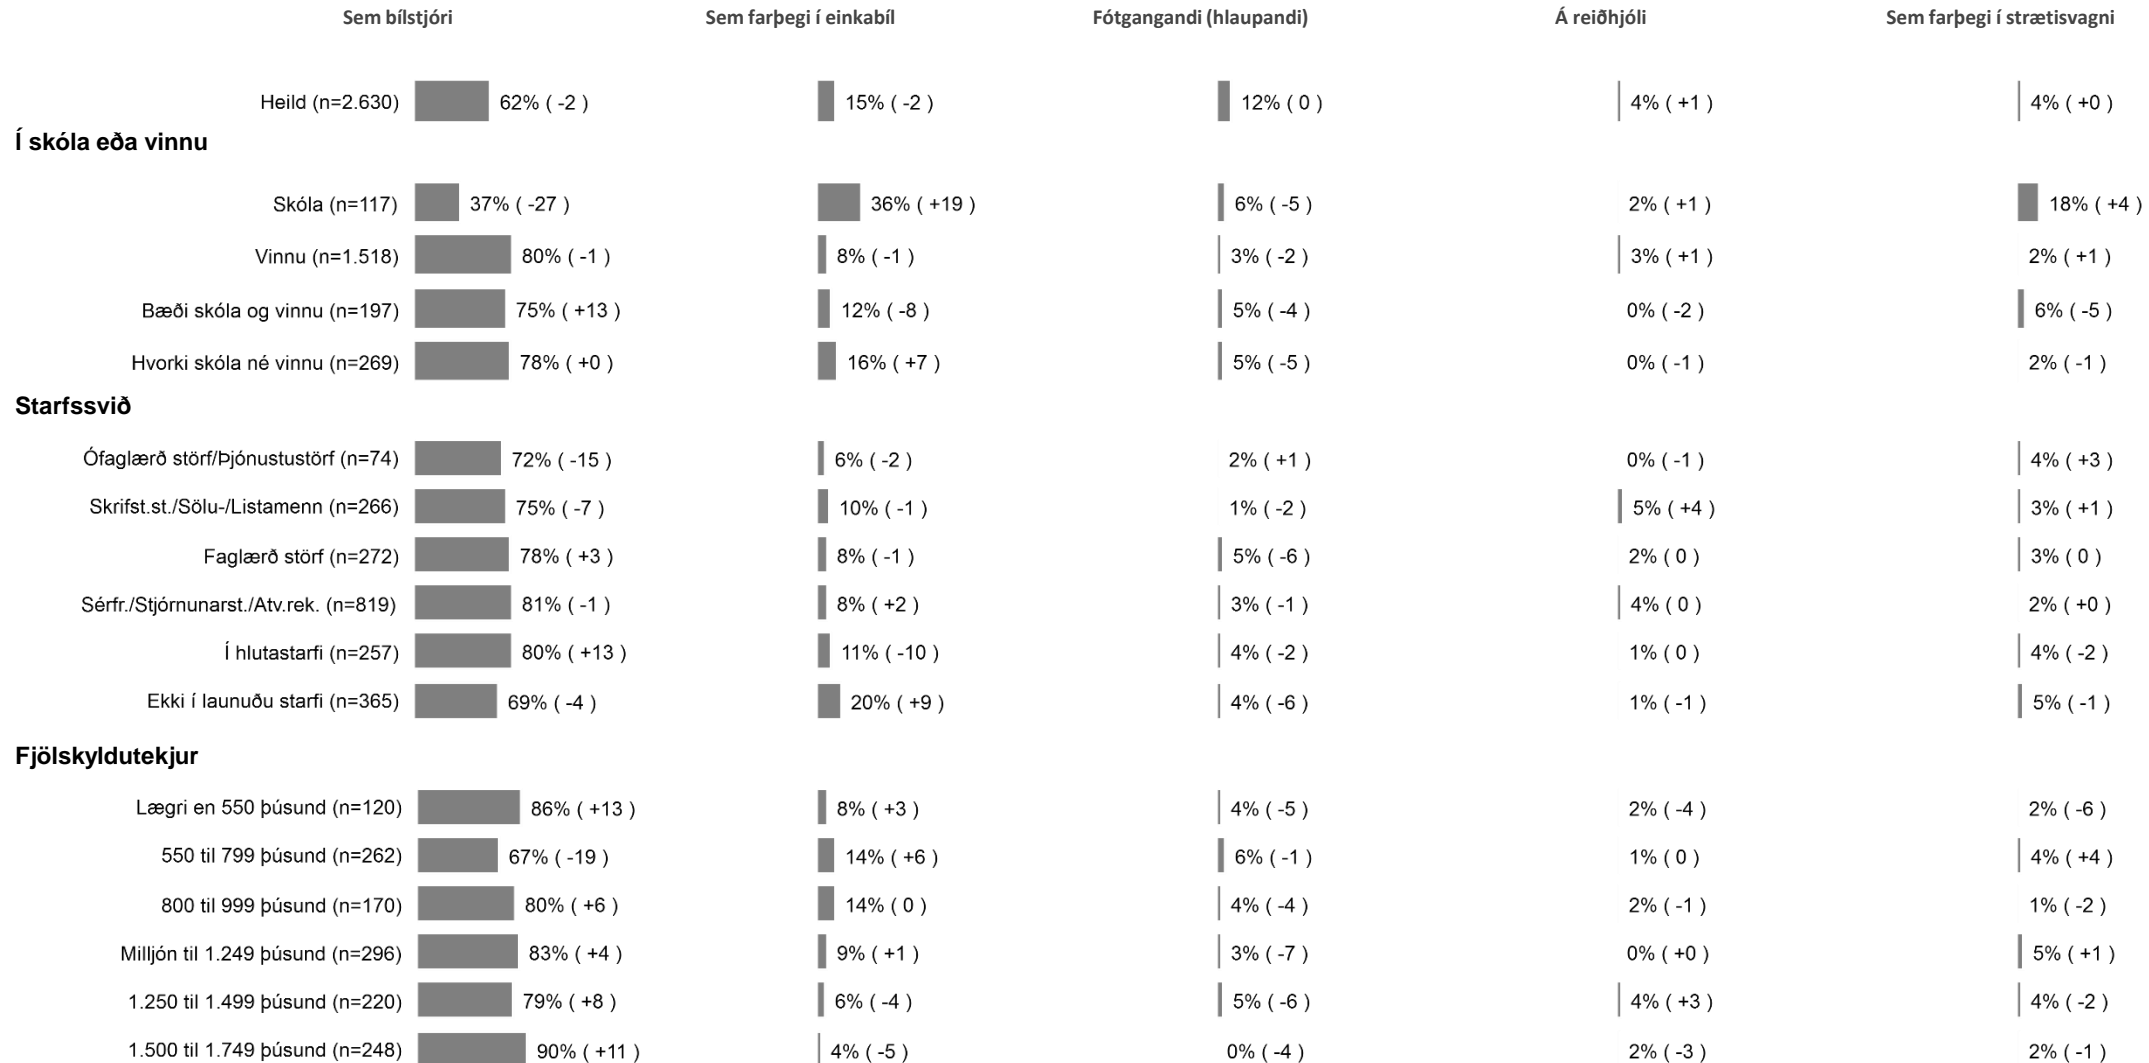 Sem bílstjóri Sem farþegi í einkabíl Fótgangandi (hlaupandi) Á reiðhjóli Sem farþegi í strætisvagni
Heild (n=2.630) 62% ( -2 ) 15% ( -2 ) 12% ( 0 ) 4% ( +1 ) 4% ( +0 )
Í skóla eða vinnu
Skóla (n=117) 37% ( -27 ) 36% ( +19 ) 6% ( -5 ) 2% ( +1 ) 18% ( +4 )
Vinnu (n=1.518) 80% ( -1 ) 8% ( -1 ) 3% ( -2 ) 3% ( +1 ) 2% ( +1 )
Bæði skóla og vinnu (n=197) 75% ( +13 ) 12% ( -8 ) 5% ( -4 ) 0% ( -2 ) 6% ( -5 )
Hvorki skóla né vinnu (n=269) 78% ( +0 ) 16% ( +7 ) 5% ( -5 ) 0% ( -1 ) 2% ( -1 )
Starfssvið
Ófaglærð störf/Þjónustustörf (n=74) 72% ( -15 ) 6% ( -2 ) 2% ( +1 ) 0% ( -1 ) 4% ( +3 )
Skrifst.st./Sölu-/Listamenn (n=266) 75% ( -7 ) 10% ( -1 ) 1% ( -2 ) 5% ( +4 ) 3% ( +1 )
Faglærð störf (n=272) 78% ( +3 ) 8% ( -1 ) 5% ( -6 ) 2% ( 0 ) 3% ( 0 )
Sérfr./Stjórnunarst./Atv.rek. (n=819) 81% ( -1 ) 8% ( +2 ) 3% ( -1 ) 4% ( 0 ) 2% ( +0 )
Í hlutastarfi (n=257) 80% ( +13 ) 11% ( -10 ) 4% ( -2 ) 1% ( 0 ) 4% ( -2 )
Ekki í launuðu starfi (n=365) 69% ( -4 ) 20% ( +9 ) 4% ( -6 ) 1% ( -1 ) 5% ( -1 )
Fjölskyldutekjur
Lægri en 550 þúsund (n=120) 86% ( +13 ) 8% ( +3 ) 4% ( -5 ) 2% ( -4 ) 2% ( -6 )
550 til 799 þúsund (n=262) 67% ( -19 ) 14% ( +6 ) 6% ( -1 ) 1% ( 0 ) 4% ( +4 )
800 til 999 þúsund (n=170) 80% ( +6 ) 14% ( 0 ) 4% ( -4 ) 2% ( -1 ) 1% ( -2 )
Milljón til 1.249 þúsund (n=296) 83% ( +4 ) 9% ( +1 ) 3% ( -7 ) 0% ( +0 ) 5% ( +1 )
1.250 til 1.499 þúsund (n=220) 79% ( +8 ) 6% ( -4 ) 5% ( -6 ) 4% ( +3 ) 4% ( -2 )
1.500 til 1.749 þúsund (n=248) 90% ( +11 ) 4% ( -5 ) 0% ( -4 ) 2% ( -3 ) 2% ( -1 )